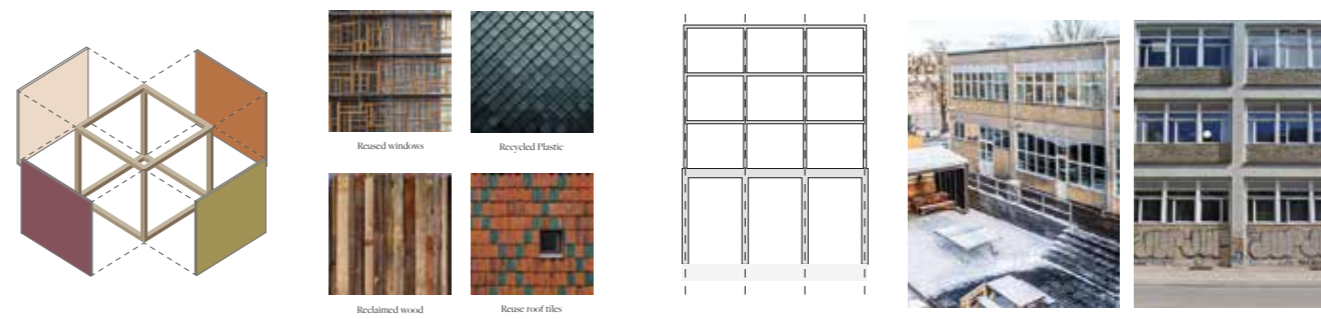 Reused windows
Recycled Plastic
Reclaimed wood
Reuse roof tiles